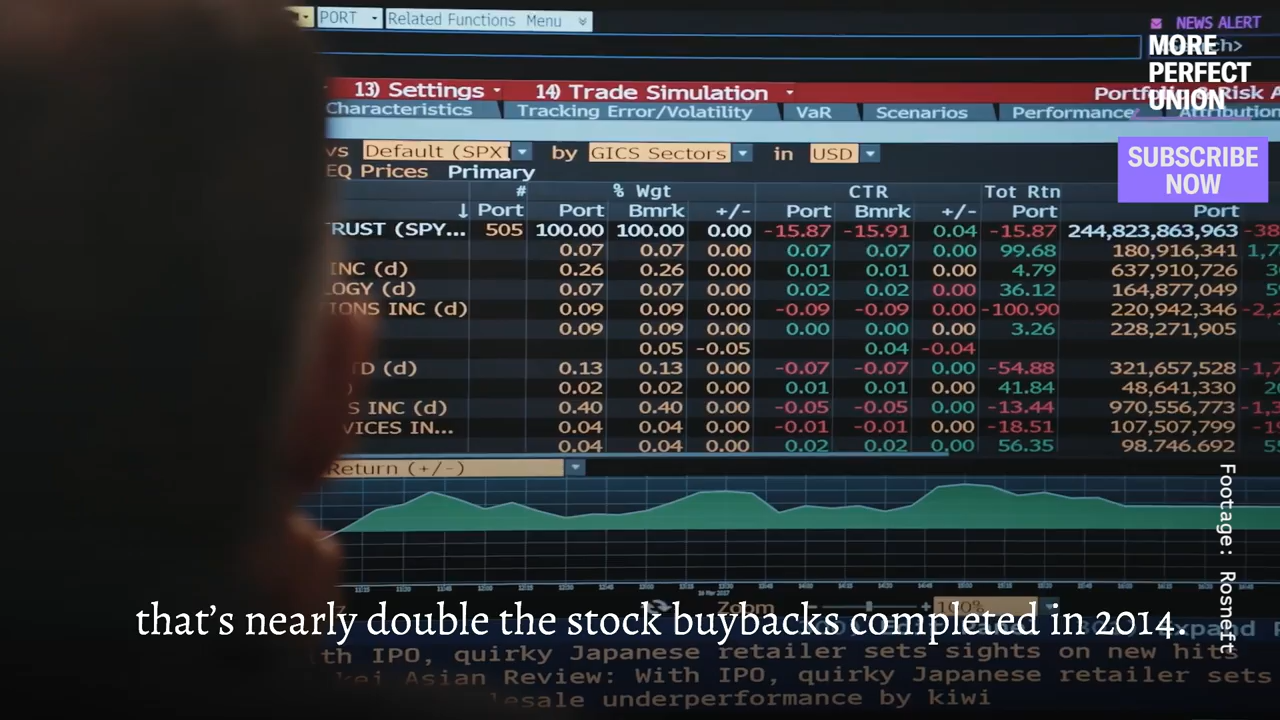 PORT
Related Functions Menu
NEWS ALERT
MORE
PERFECT
UNION
SUBSCRIBE
NOW
13) Settings
14) Trade Simulation
Characteristics
Tracking Error/Volatility
VaR
Scenarios
Performance
vs Default (SPX by GICS Sectors in USD
EQ Prices Primary
# % Wgt CTR Tot Rtn
↓ Port Port Bmrk +/- Port Bmrk +/- Port Port
RUST (SPY... 505 100.00 100.00 0.00 -15.87 -15.91 0.04 -15.87 244,823,863,963
0.07 0.07 0.00 0.07 0.07 0.00 99.68 180,916,341
INC (d) 0.26 0.26 0.00 0.01 0.01 0.00 4.79 637,910,726
LOGY (d) 0.07 0.07 0.00 0.02 0.02 0.00 36.12 164,877,049
IONS INC (d) 0.09 0.09 0.00 -0.09 -0.09 0.00 -100.90 220,942,346
0.09 0.09 0.00 0.00 0.00 0.00 3.26 228,271,905
0.05 -0.05 0.04 -0.04
TD (d) 0.13 0.13 0.00 -0.07 -0.07 0.00 -54.88 321,657,528
) 0.02 0.02 0.00 0.01 0.01 0.00 41.84 48,641,330
S INC (d) 0.40 0.40 0.00 -0.05 -0.05 0.00 -13.44 970,556,773
VICES IN... 0.04 0.04 0.00 -0.01 -0.01 0.00 -18.51 107,507,799
0.04 0.04 0.00 0.02 0.02 0.00 56.35 98.746.692
Return (+/-)
Footage: Rosneft
Zoom 100%
that's nearly double the stock buybacks completed in 2014.
Expand
th IPO, quirky Japanese retailer sets sights on new hits
kei Asian Review: With IPO, quirky Japanese retailer sets
lesale underperformance by kiwi